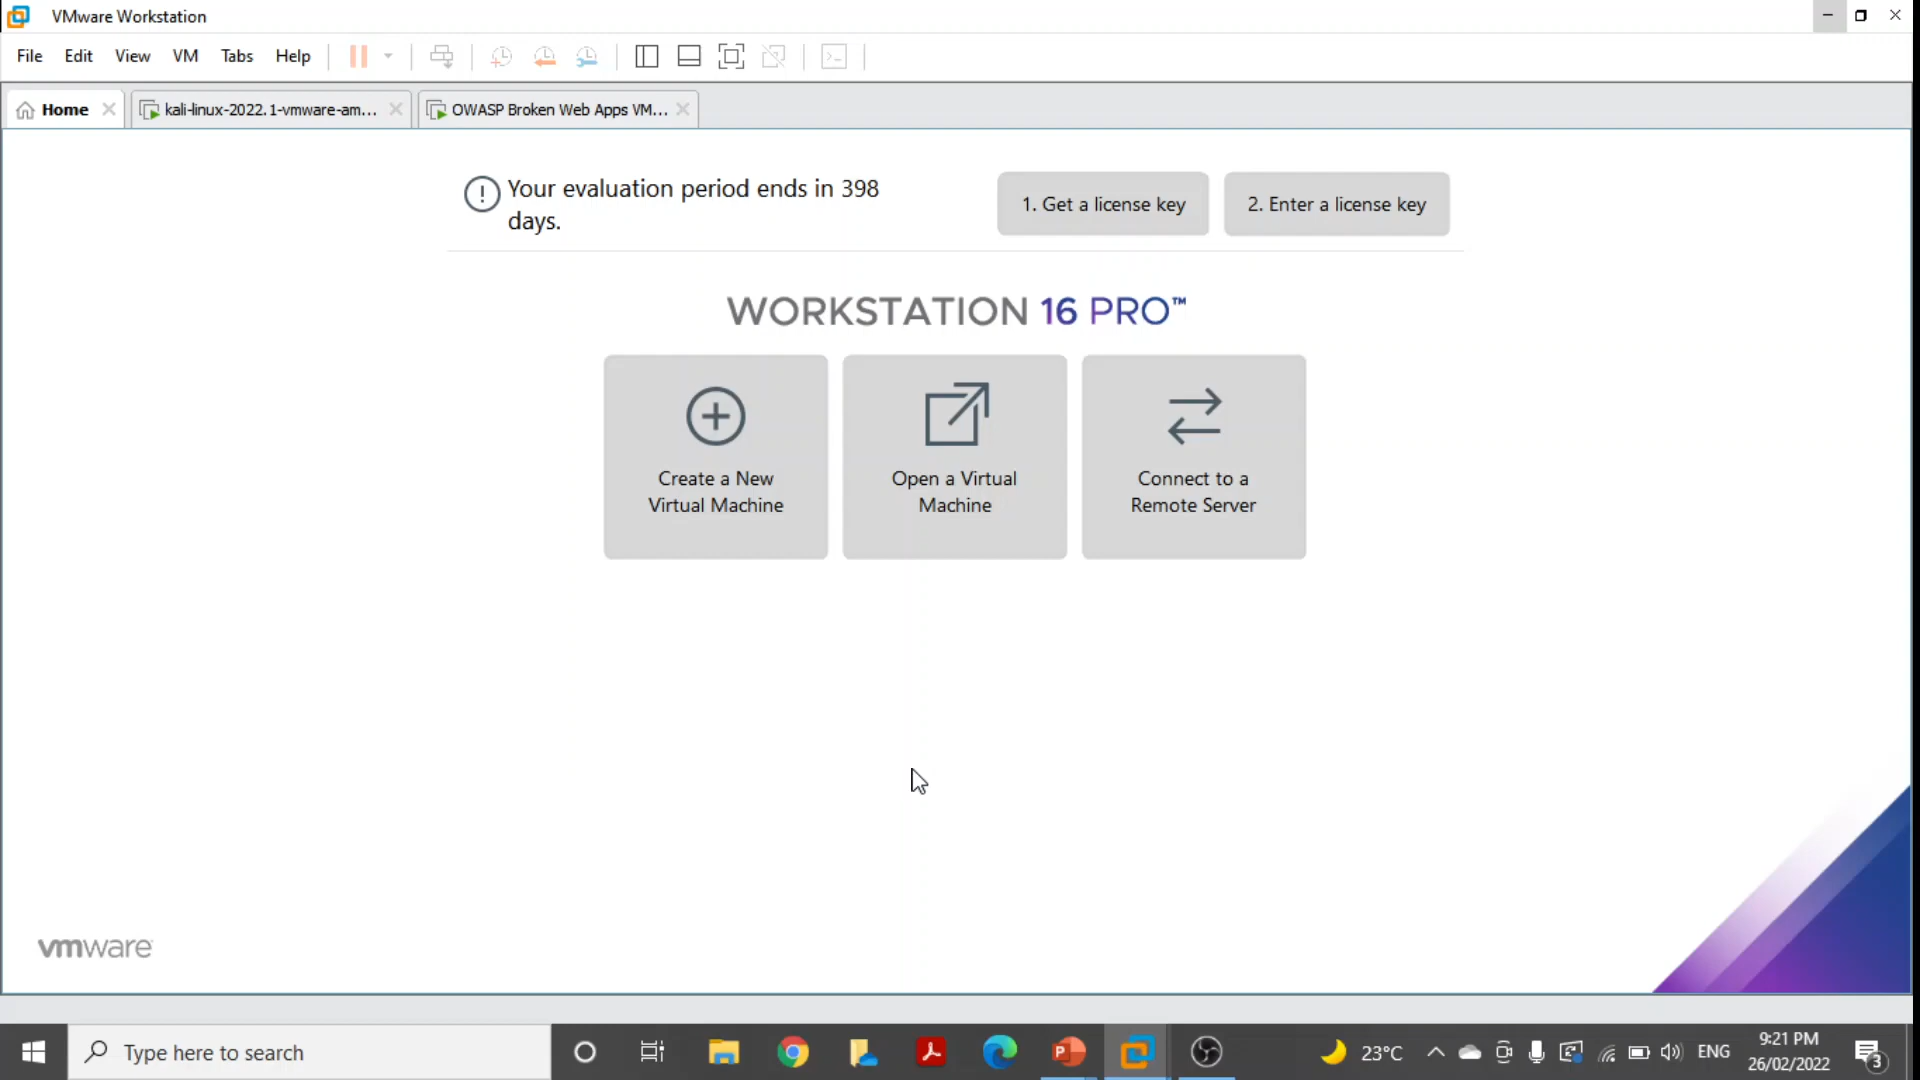 VMware Workstation
File Edit View VM Tabs Help
Home kali-linux-2022.1-vmware-am... OWASP Broken Web Apps VM...
Your evaluation period ends in 398
days.
1. Get a license key 2. Enter a license key
WORKSTATION 16 PRO™
Create a New
Virtual Machine
Open a Virtual
Machine
Connect to a
Remote Server
vmware
Type here to search
23°C
ENG
9:21 PM
26/02/2022
3